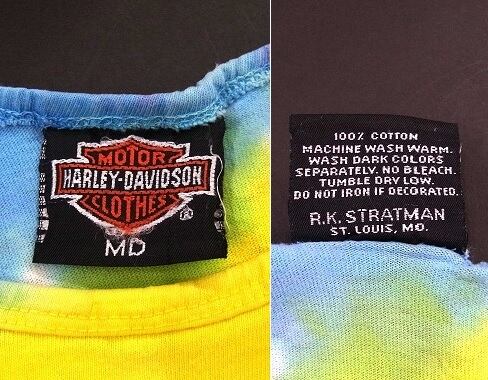 MOTOR
HARLEY-DAVIDSON
CLOTHES
®
MD
100% COTTON
MACHINE WASH WARM.
WASH DARK COLORS
SEPARATELY. NO BLEACH.
TUMBLE DRY LOW.
DO NOT IRON IF DECORATED.
R.K. STRATMAN
ST. LOUIS, MO.